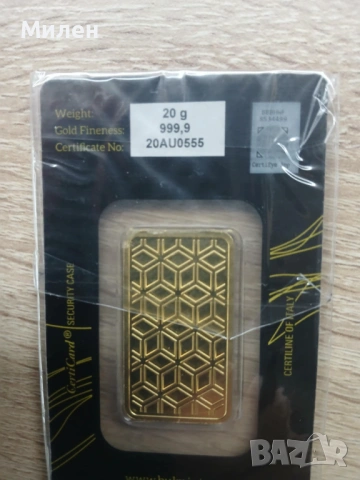 Милен
Weight: 20 g
Gold Fineness: 999,9
Certificate No: 20AU0555
CertiCard® SECURITY CASE
CERTILINE OF ITALY
BAZAR